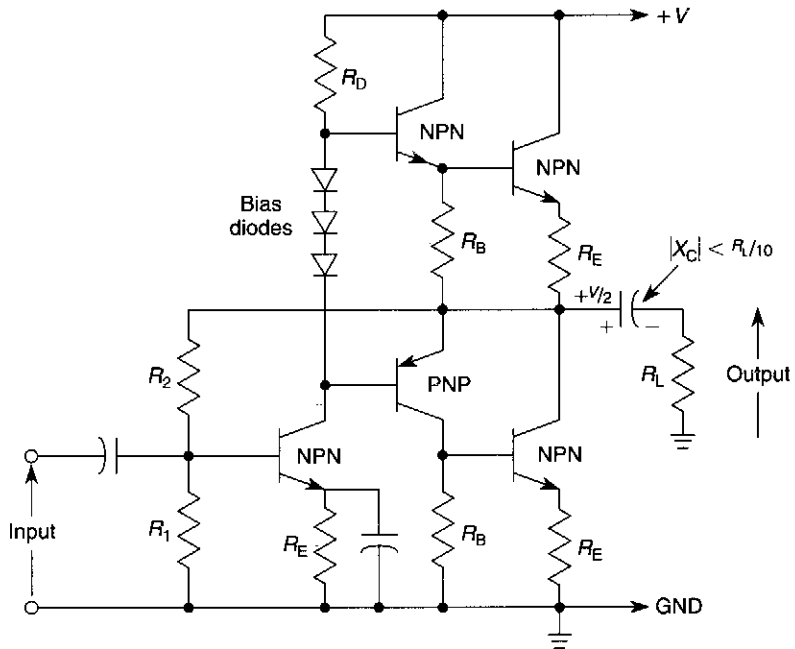 +V
R_D
NPN
NPN
Bias
diodes
R_B
R_E
|X_C| < R_L/10
+V/2
+
−
R_2
PNP
R_L
Output
NPN
NPN
Input
R_1
R_E
R_B
R_E
GND